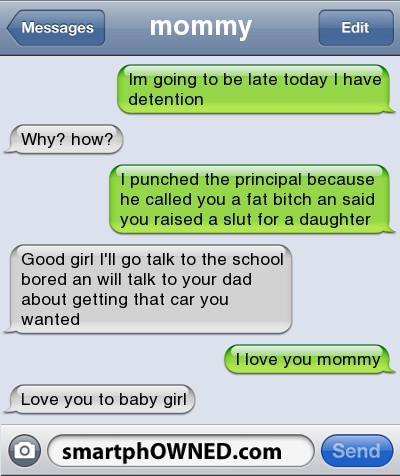 Messages
mommy
Edit
Im going to be late today I have
detention
Why? how?
I punched the principal because
he called you a fat bitch an said
you raised a slut for a daughter
Good girl I'll go talk to the school
bored an will talk to your dad
about getting that car you
wanted
I love you mommy
Love you to baby girl
smartphOWNED.com
Send